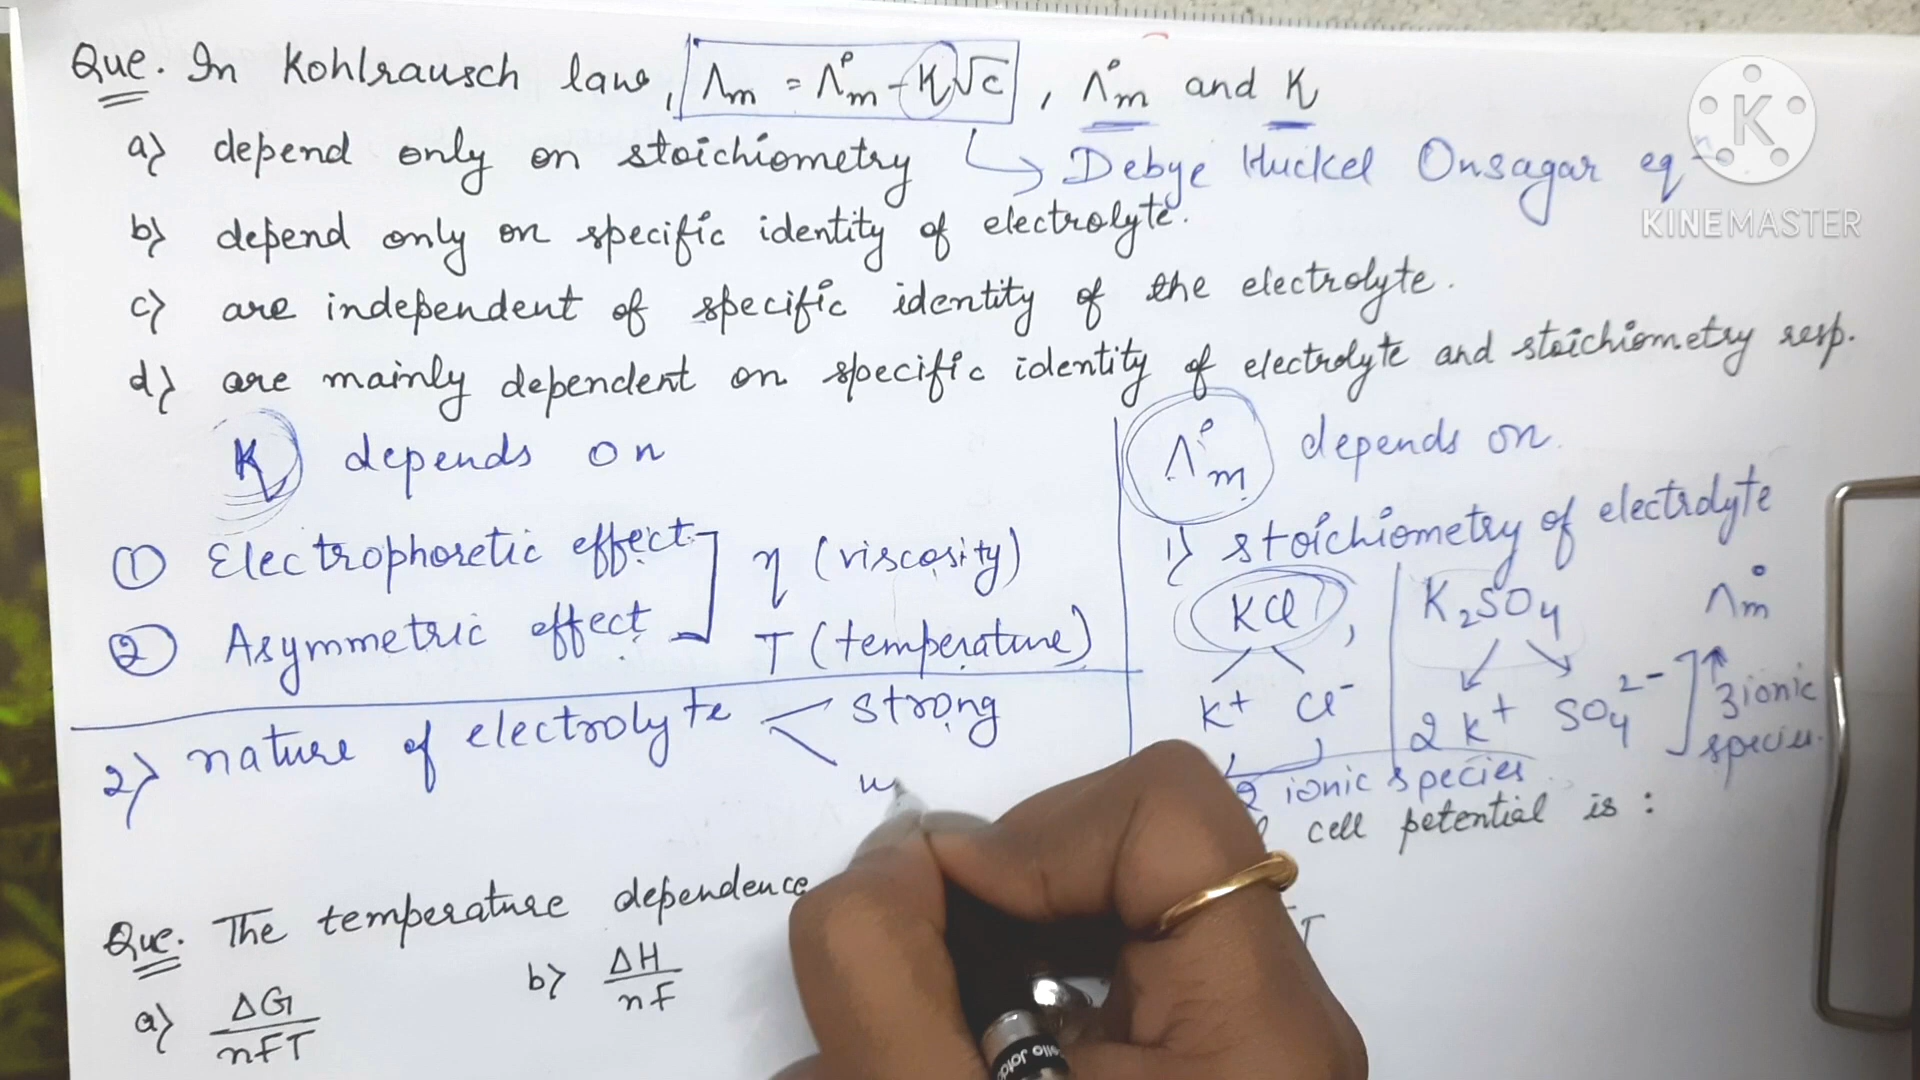 Que. In Kohlrausch law, Λm = Λ°m - K√c , Λ°m and K
a) depend only on stoichiometry
Debye Huckel Onsagar eq
b) depend only on specific identity of electrolyte.
c) are independent of specific identity of the electrolyte.
d) are mainly dependent on specific identity of electrolyte and stoichiometry resp.
K depends on
① Electrophoretic effect
② Asymmetric effect
η (viscosity)
T (temperature)
2) nature of electrolyte
strong
Λ°m depends on
1) stoichiometry of electrolyte
KCl , K₂SO₄ Λ°m ↑
K⁺ Cl⁻ 2K⁺ SO₄²⁻
2 ionic species 3 ionic species.
Que. The temperature dependence
cell potential is :
a) ΔG/nFT b) ΔH/nF
K
KINEMASTER